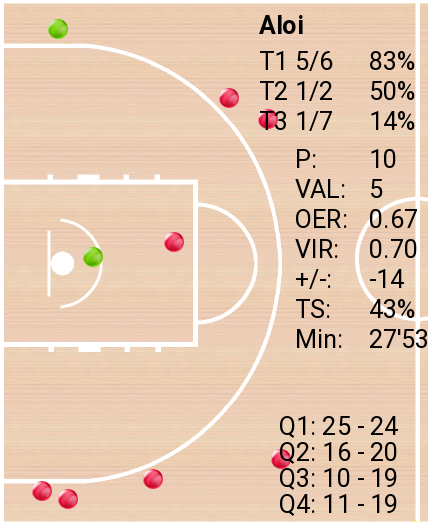 Aloi
T1 5/6 83%
T2 1/2 50%
T3 1/7 14%
P: 10
VAL: 5
OER: 0.67
VIR: 0.70
+/-: -14
TS: 43%
Min: 27'53
Q1: 25 - 24
Q2: 16 - 20
Q3: 10 - 19
Q4: 11 - 19